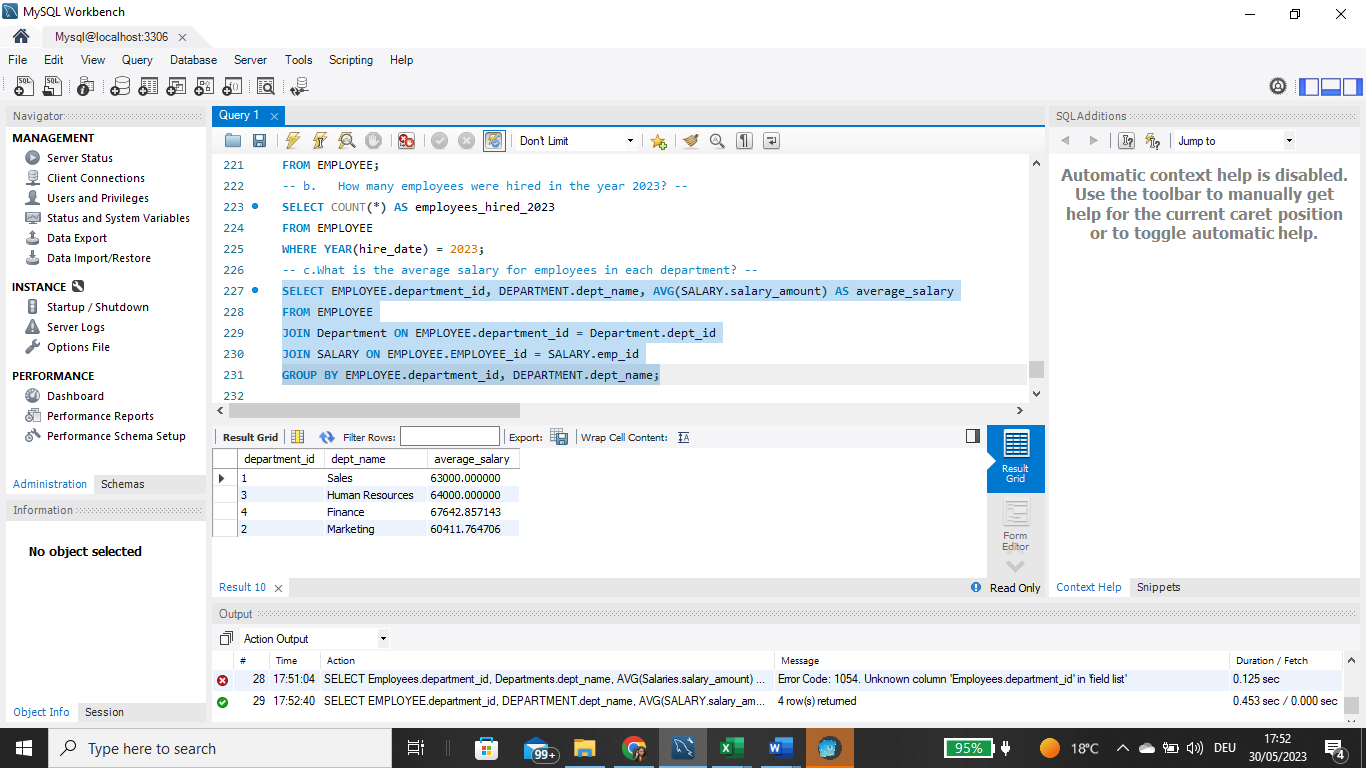 MySQL Workbench
Mysql@localhost:3306
File Edit View Query Database Server Tools Scripting Help
Navigator
MANAGEMENT
Server Status
Client Connections
Users and Privileges
Status and System Variables
Data Export
Data Import/Restore
INSTANCE
Startup / Shutdown
Server Logs
Options File
PERFORMANCE
Dashboard
Performance Reports
Performance Schema Setup
Administration Schemas
Information
No object selected
Object Info Session
Query 1
Don't Limit
221 FROM EMPLOYEE;
222 -- b. How many employees were hired in the year 2023? --
223 SELECT COUNT(*) AS employees_hired_2023
224 FROM EMPLOYEE
225 WHERE YEAR(hire_date) = 2023;
226 -- c.What is the average salary for employees in each department? --
227 SELECT EMPLOYEE.department_id, DEPARTMENT.dept_name, AVG(SALARY.salary_amount) AS average_salary
228 FROM EMPLOYEE
229 JOIN Department ON EMPLOYEE.department_id = Department.dept_id
230 JOIN SALARY ON EMPLOYEE.EMPLOYEE_id = SALARY.emp_id
231 GROUP BY EMPLOYEE.department_id, DEPARTMENT.dept_name;
232
Result Grid Filter Rows: Export: Wrap Cell Content:
department_id dept_name average_salary
1 Sales 63000.000000
3 Human Resources 64000.000000
4 Finance 67642.857143
2 Marketing 60411.764706
Result Grid
Form Editor
Result 10
Read Only
SQLAdditions
Jump to
Automatic context help is disabled.
Use the toolbar to manually get
help for the current caret position
or to toggle automatic help.
Context Help Snippets
Output
Action Output
# Time Action Message Duration / Fetch
28 17:51:04 SELECT Employees.department_id, Departments.dept_name, AVG(Salaries.salary_amount) ... Error Code: 1054. Unknown column 'Employees.department_id' in 'field list' 0.125 sec
29 17:52:40 SELECT EMPLOYEE.department_id, DEPARTMENT.dept_name, AVG(SALARY.salary_am... 4 row(s) returned 0.453 sec / 0.000 sec
Type here to search
99+
95%
18°C
DEU
17:52
30/05/2023
4